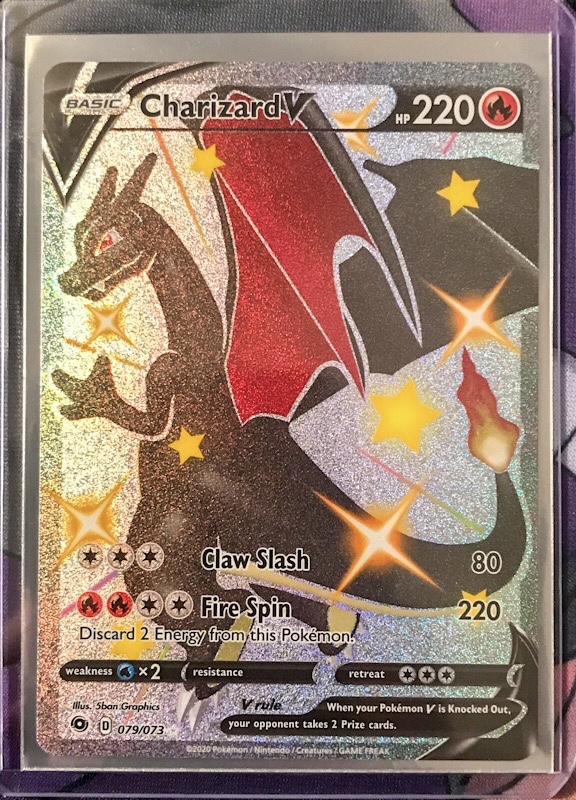 BASIC Charizard V HP 220
Claw Slash 80
Fire Spin 220
Discard 2 Energy from this Pokémon.
weakness ×2 resistance retreat
Illus. 5ban Graphics
V rule When your Pokémon V is Knocked Out,
your opponent takes 2 Prize cards.
D 079/073
©2020 Pokémon / Nintendo / Creatures / GAME FREAK